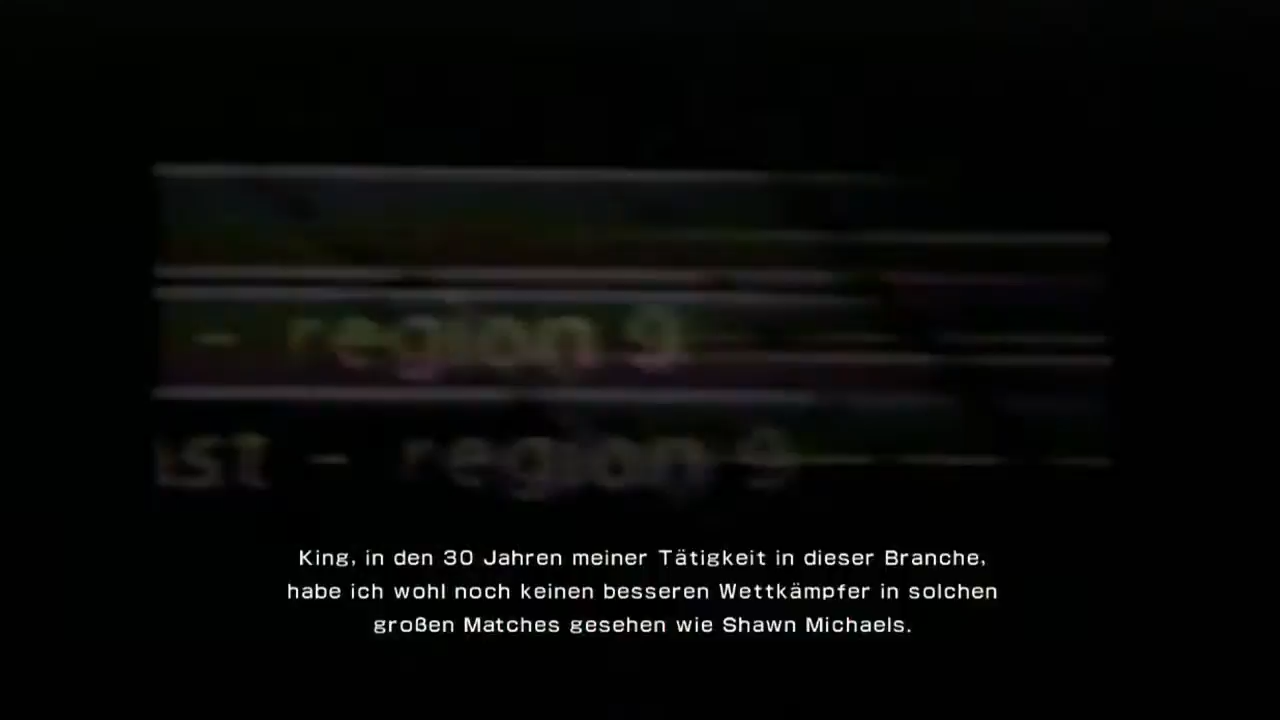 - region 9
- region 9
King, in den 30 Jahren meiner Tätigkeit in dieser Branche,
habe ich wohl noch keinen besseren Wettkämpfer in solchen
großen Matches gesehen wie Shawn Michaels.